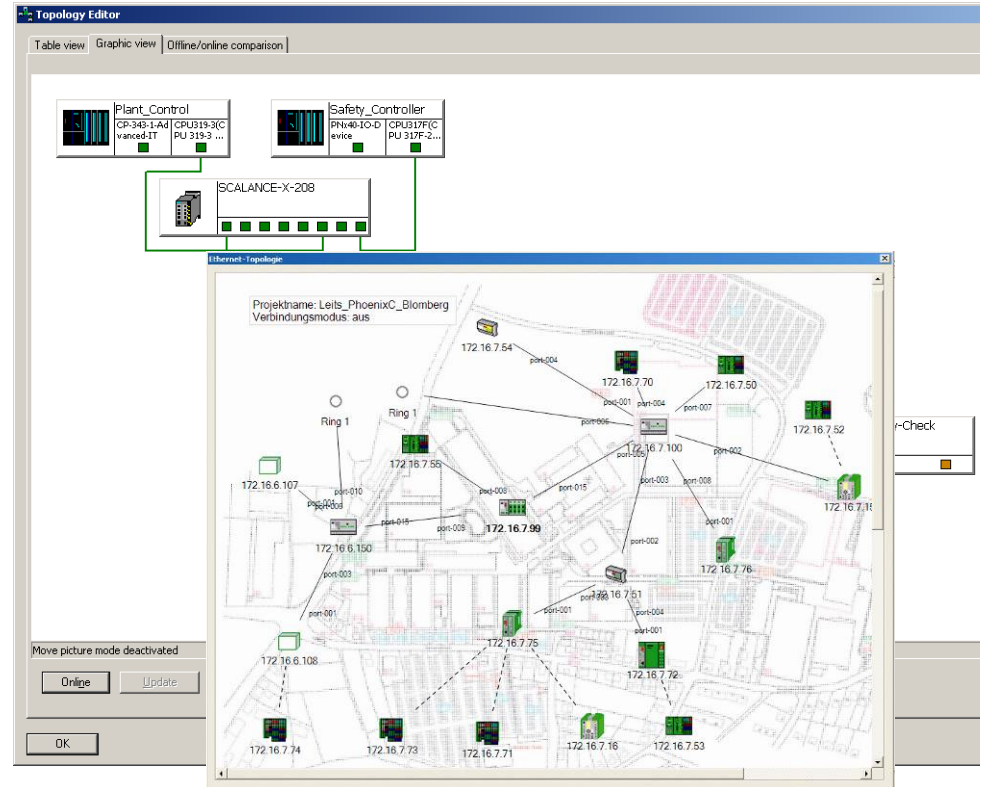 Topology Editor
Table view Graphic view Offline/online comparison
Plant_Control
CP-343-1-Ad
vanced-IT
CPU319-3(C
PU 319-3 ...
Safety_Controller
PNx40-IO-D
evice
CPU317F(C
PU 317F-2...
SCALANCE-X-208
Ethernet-Topologie
Projektname: Leits_PhoenixC_Blomberg
Verbindungsmodus: aus
172.16.7.54
port-004
172.16.7.70
172.16.7.50
port-001 port-004 port-007
Ring 1
Ring 1
port-006
172.16.7.52
y-Check
172.16.7.100
port-005
port-002
172.16.7.55
172.16.6.107
port-010
port-008
port-015
port-003
port-008
172.16.7.15
port-015
port-009
172.16.7.99
port-001
172.16.6.150
port-002
port-003
172.16.7.76
172.16.7.51
port-001
port-001
port-004
port-001
172.16.7.75
Move picture mode deactivated
172.16.6.108
172.16.7.72
Online Update
OK
172.16.7.74
172.16.7.73
172.16.7.71
172.16.7.16
172.16.7.53